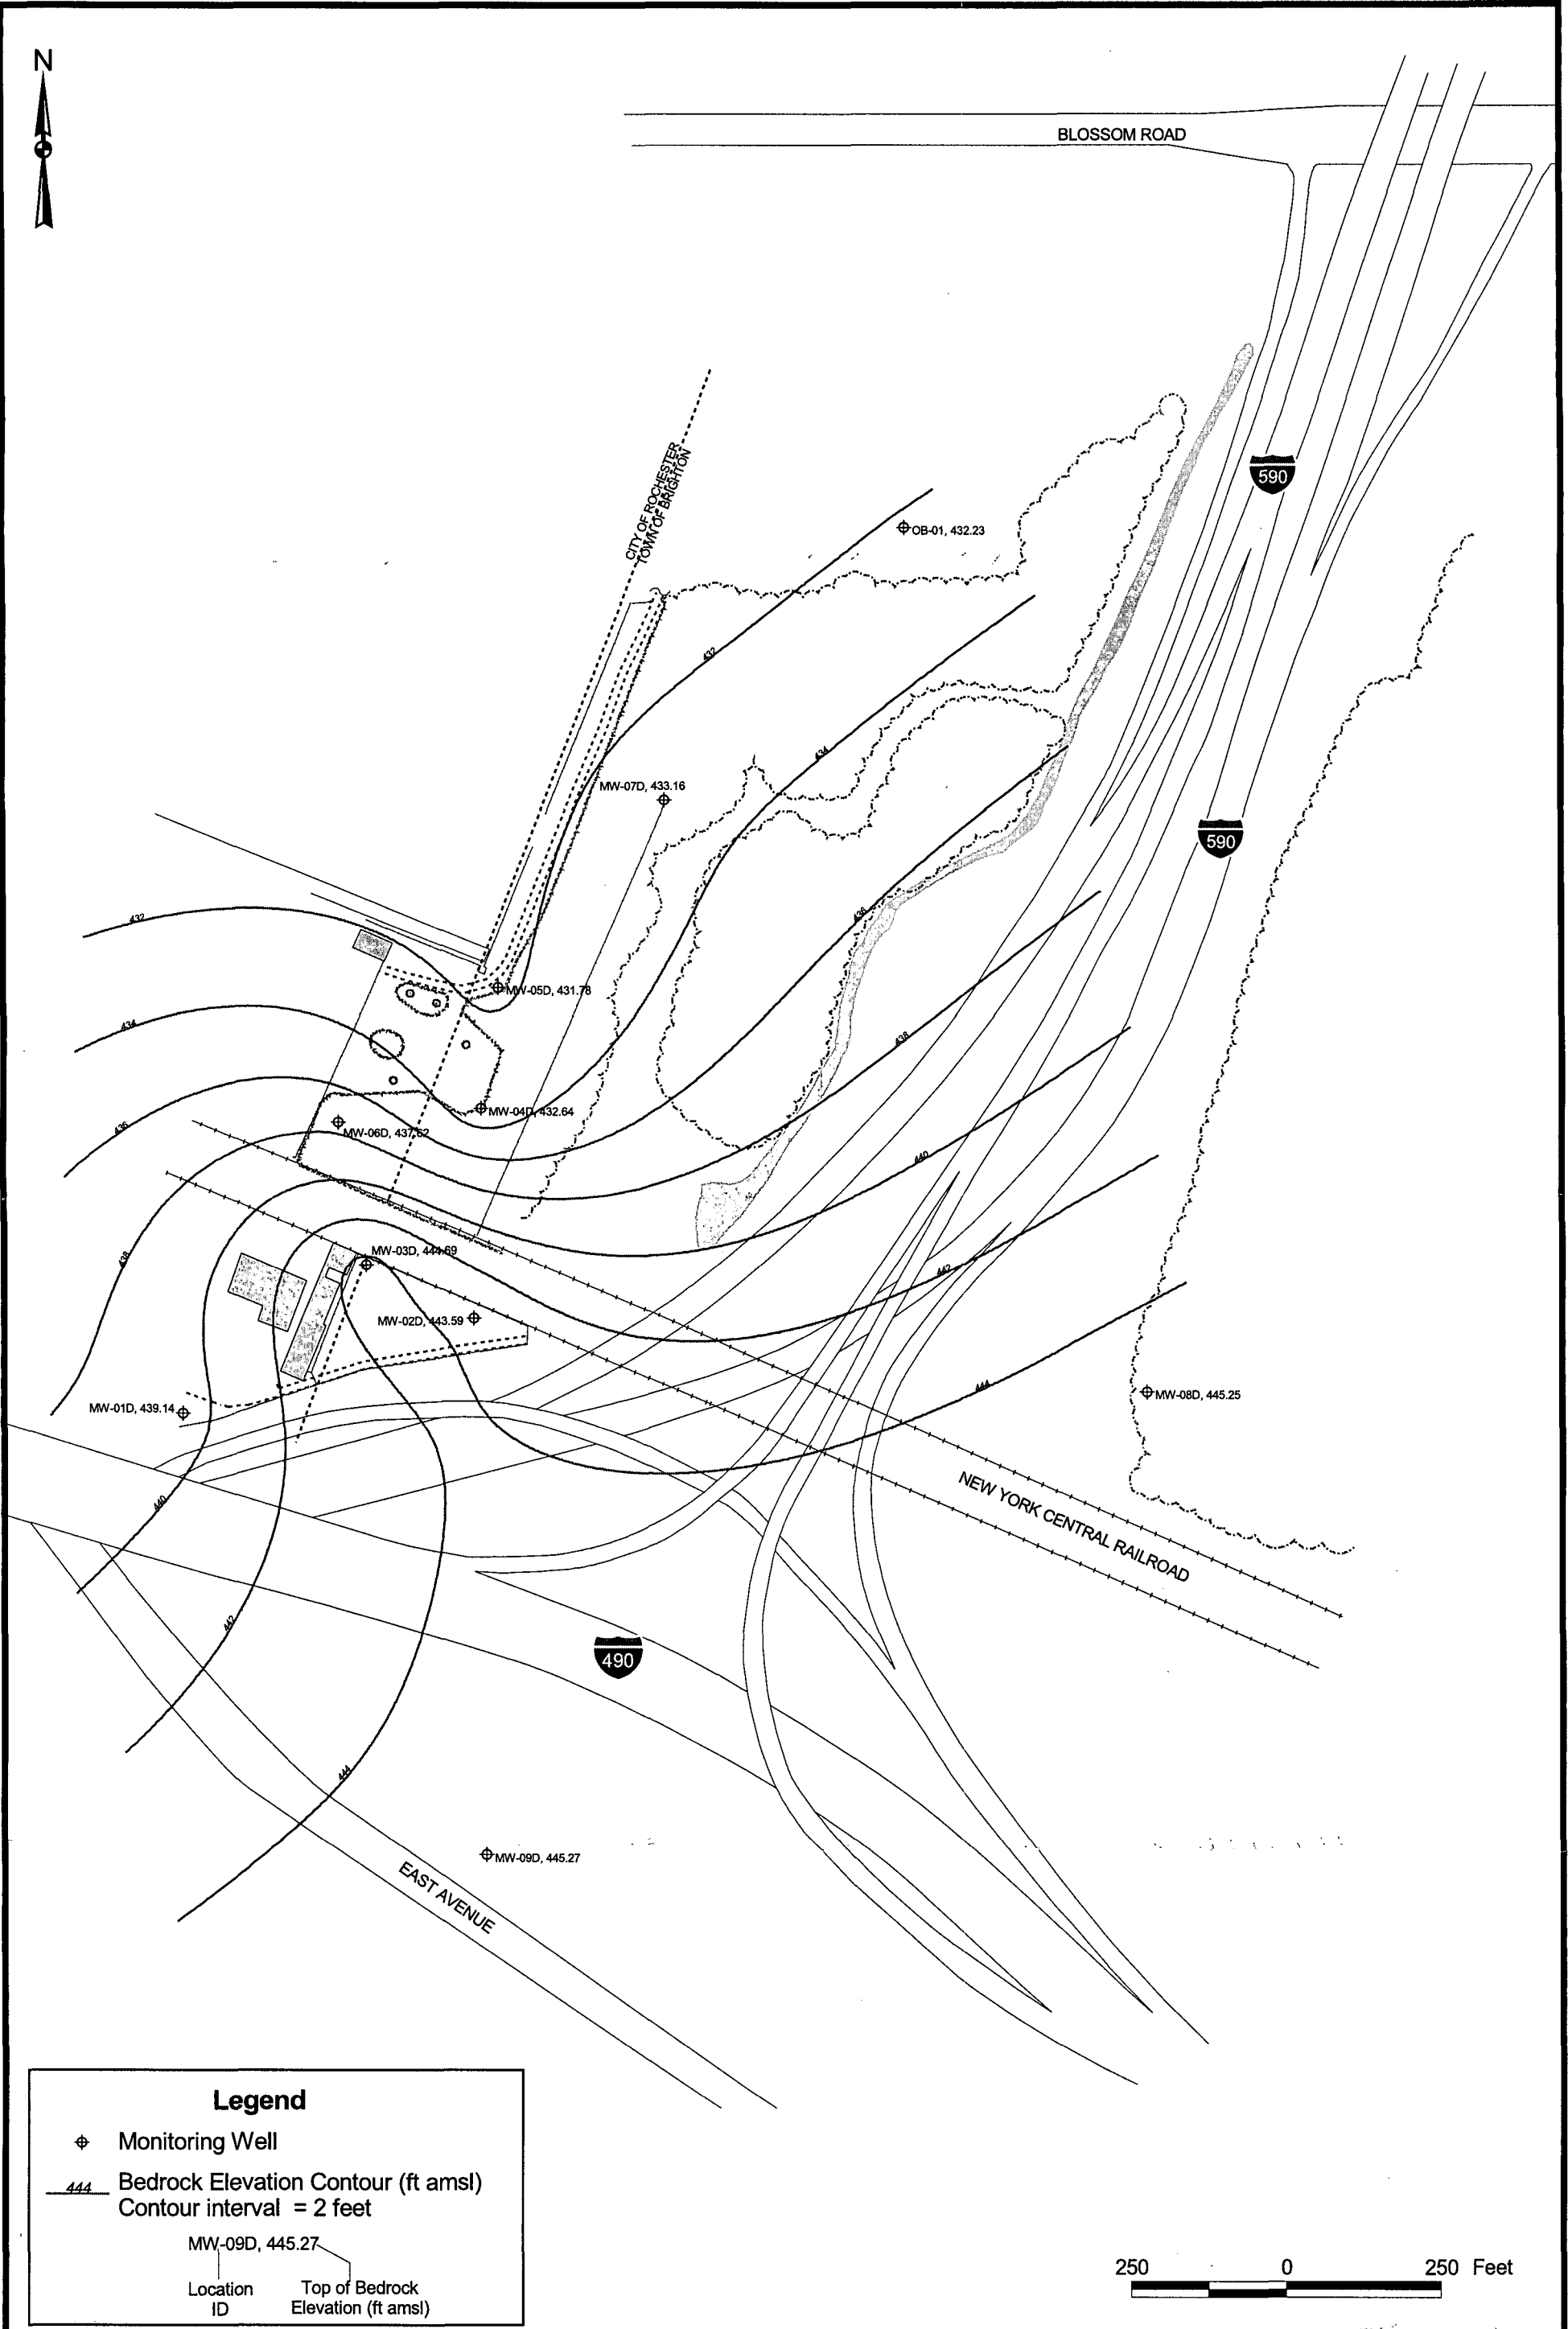 N
BLOSSOM ROAD
590
CITY OF ROCHESTER
TOWN OF BRIGHTON
OB-01, 432.23
432
434
MW-07D, 433.16
590
432
436
MW-05D, 431.78
434
438
MW-04D, 432.64
436
MW-06D, 437.62
440
438
MW-03D, 444.69
442
MW-02D, 443.59
444
MW-08D, 445.25
MW-01D, 439.14
440
NEW YORK CENTRAL RAILROAD
442
490
444
MW-09D, 445.27
EAST AVENUE
Legend
Monitoring Well
444 Bedrock Elevation Contour (ft amsl)
Contour interval = 2 feet
MW-09D, 445.27
Location Top of Bedrock
ID Elevation (ft amsl)
250 0 250 Feet